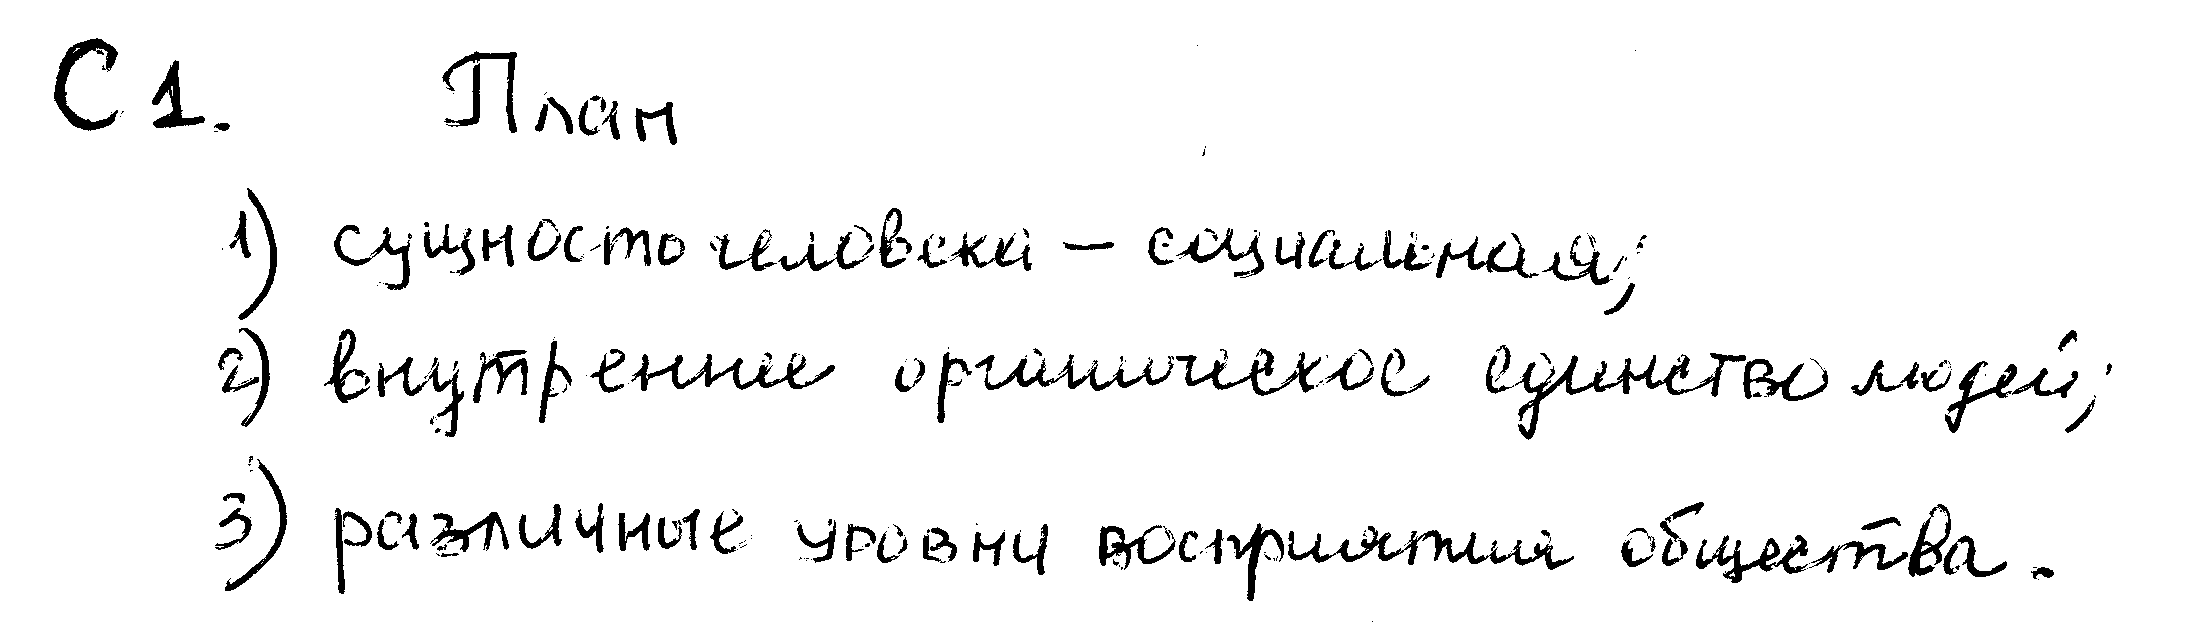 С1. План
1) сущность человека – социальная;
2) внутреннее органическое единство людей;
3) различные уровни восприятия общества.